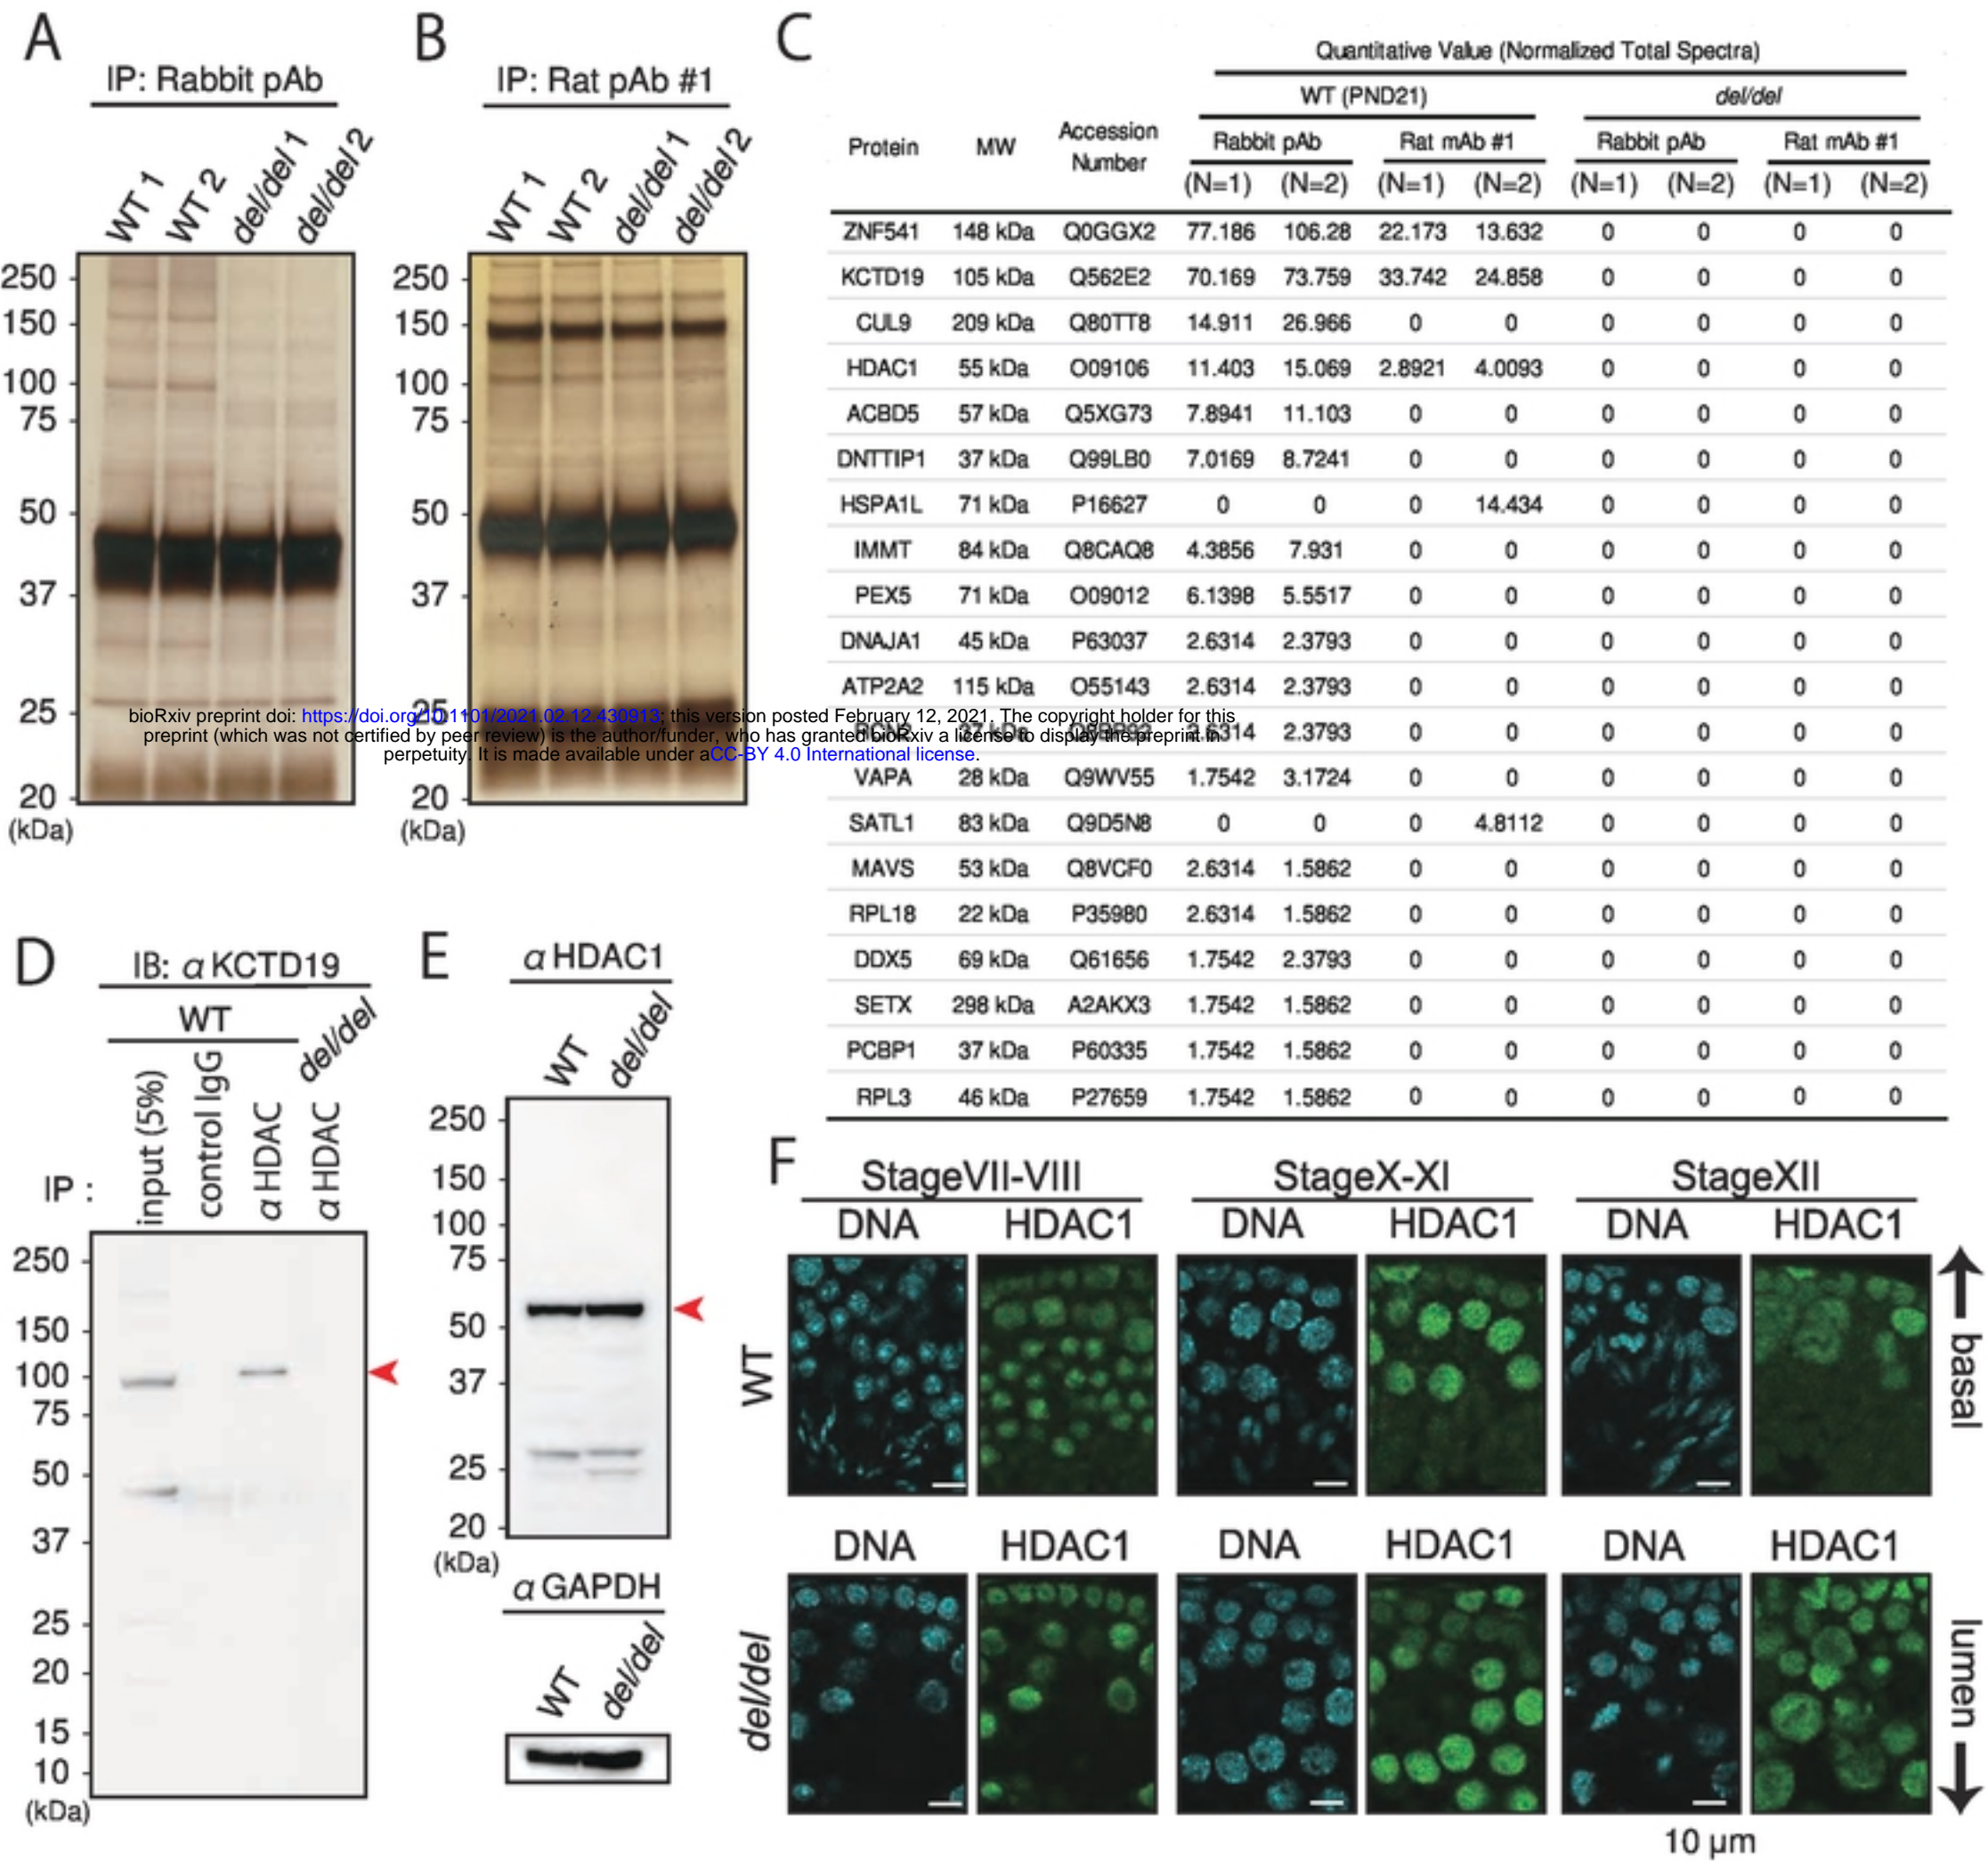 A
IP: Rabbit pAb
WT 1
WT 2
del/del 1
del/del 2
250
150
100
75
50
37
25
20
(kDa)
B
IP: Rat pAb #1
WT 1
WT 2
del/del 1
del/del 2
250
150
100
75
50
37
25
20
(kDa)
C
Quantitative Value (Normalized Total Spectra)
WT (PND21) del/del
Protein MW Accession Number Rabbit pAb Rat mAb #1 Rabbit pAb Rat mAb #1
(N=1) (N=2) (N=1) (N=2) (N=1) (N=2) (N=1) (N=2)
ZNF541 148 kDa Q0GGX2 77.186 106.28 22.173 13.632 0 0 0 0
KCTD19 105 kDa Q562E2 70.169 73.759 33.742 24.858 0 0 0 0
CUL9 209 kDa Q80TT8 14.911 26.966 0 0 0 0 0 0
HDAC1 55 kDa O09106 11.403 15.069 2.8921 4.0093 0 0 0 0
ACBD5 57 kDa Q5XG73 7.8941 11.103 0 0 0 0 0 0
DNTTIP1 37 kDa Q99LB0 7.0169 8.7241 0 0 0 0 0 0
HSPA1L 71 kDa P16627 0 0 0 14.434 0 0 0 0
IMMT 84 kDa Q8CAQ8 4.3856 7.931 0 0 0 0 0 0
PEX5 71 kDa O09012 6.1398 5.5517 0 0 0 0 0 0
DNAJA1 45 kDa P63037 2.6314 2.3793 0 0 0 0 0 0
ATP2A2 115 kDa O55143 2.6314 2.3793 0 0 0 0 0 0
37 kDa 2.6314 2.3793 0 0 0 0 0 0
VAPA 28 kDa Q9WV55 1.7542 3.1724 0 0 0 0 0 0
SATL1 83 kDa Q9D5N8 0 0 0 4.8112 0 0 0 0
MAVS 53 kDa Q8VCF0 2.6314 1.5862 0 0 0 0 0 0
RPL18 22 kDa P35980 2.6314 1.5862 0 0 0 0 0 0
DDX5 69 kDa Q61656 1.7542 2.3793 0 0 0 0 0 0
SETX 298 kDa A2AKX3 1.7542 1.5862 0 0 0 0 0 0
PCBP1 37 kDa P60335 1.7542 1.5862 0 0 0 0 0 0
RPL3 46 kDa P27659 1.7542 1.5862 0 0 0 0 0 0
bioRxiv preprint doi: https://doi.org/10.1101/2021.02.12.430913; this version posted February 12, 2021. The copyright holder for this
preprint (which was not certified by peer review) is the author/funder, who has granted bioRxiv a license to display the preprint in
perpetuity. It is made available under aCC-BY 4.0 International license.
D
IB: α KCTD19
WT
del/del
IP :
input (5%)
control IgG
α HDAC
α HDAC
250
150
100
75
50
37
25
20
15
10
(kDa)
E
α HDAC1
WT
del/del
250
150
100
75
50
37
25
20
(kDa)
α GAPDH
WT
del/del
F
StageVII-VIII StageX-XI StageXII
DNA HDAC1 DNA HDAC1 DNA HDAC1
WT
basal
DNA HDAC1 DNA HDAC1 DNA HDAC1
del/del
lumen
10 μm